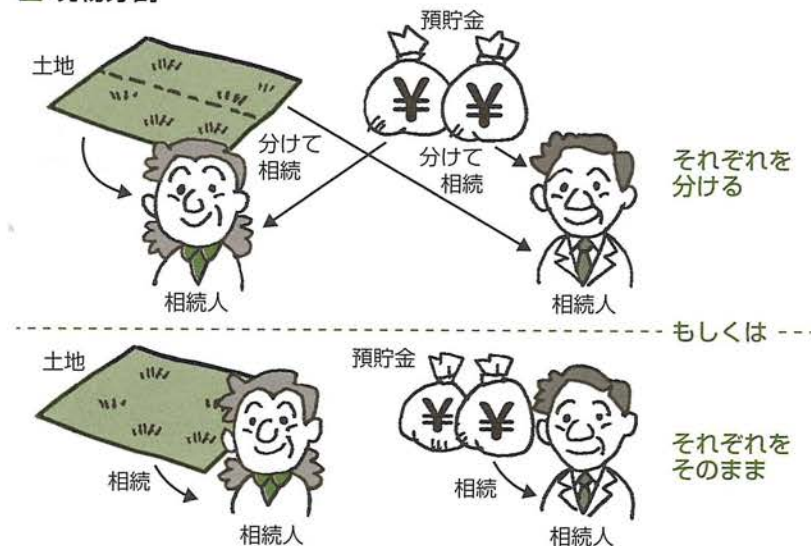 預貯金
土地
¥
¥
分けて
相続
分けて
相続
それぞれを
分ける
相続人
相続人
もしくは
土地
預貯金
¥
¥
それぞれを
そのまま
相続
相続
相続人
相続人